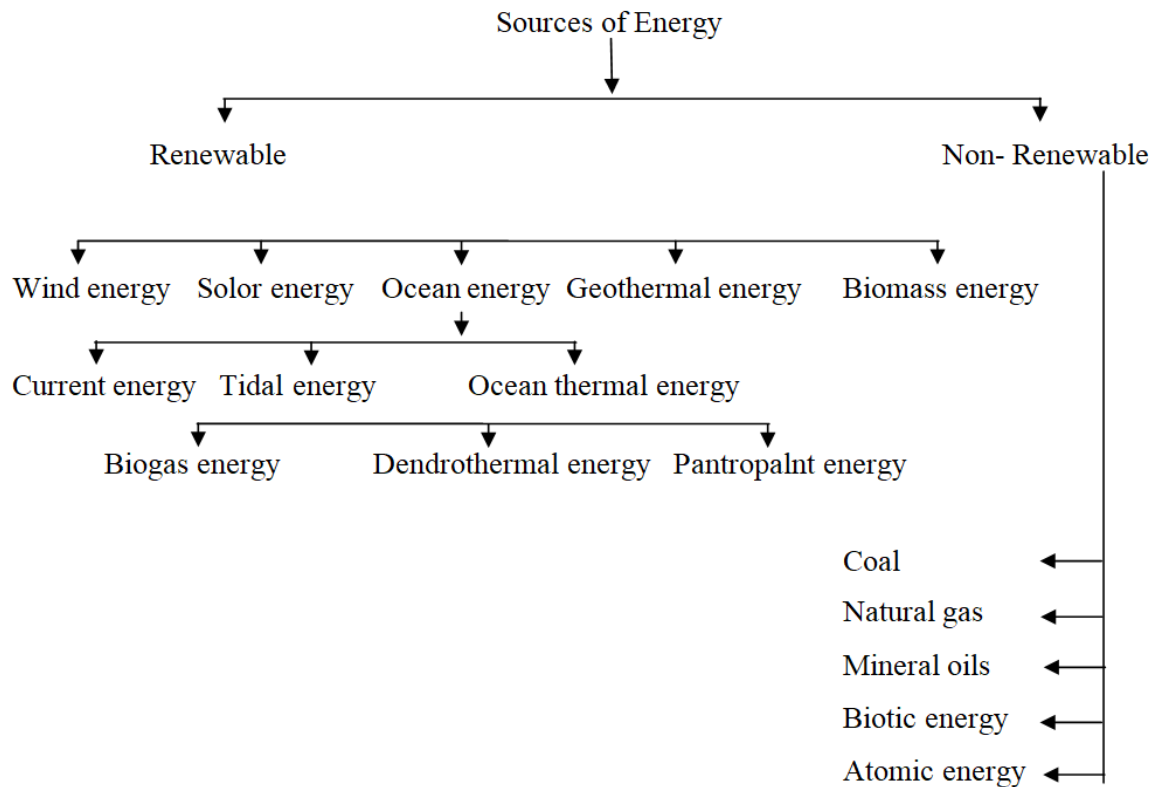 Sources of Energy
Renewable Non- Renewable
Wind energy Solor energy Ocean energy Geothermal energy Biomass energy
Current energy Tidal energy Ocean thermal energy
Biogas energy Dendrothermal energy Pantropalnt energy
Coal
Natural gas
Mineral oils
Biotic energy
Atomic energy